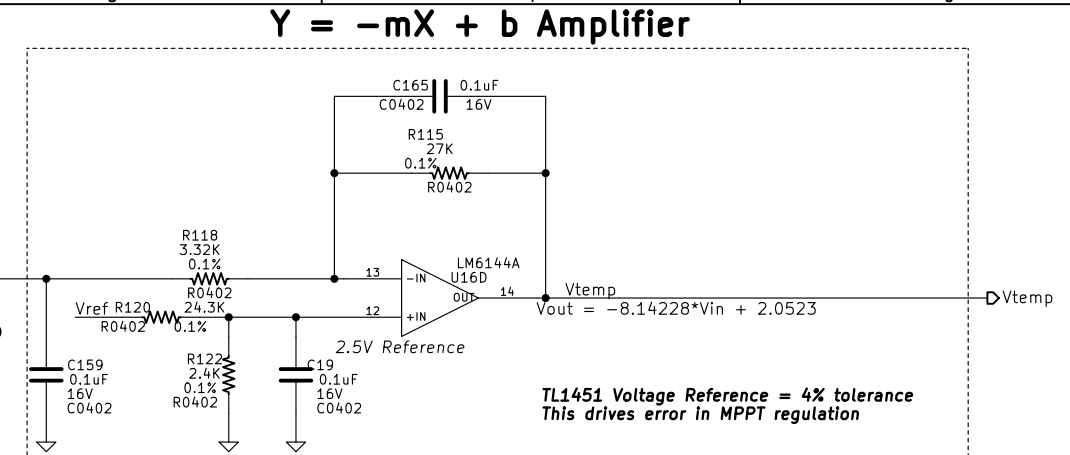 Y = -mX + b Amplifier
C165 0.1uF
C0402 16V
R115
27K
0.1%
R0402
R118
3.32K
0.1%
R0402
LM6144A
U16D
13 -IN
OUT 14
12 +IN
Vtemp
Vtemp
Vout = -8.14228*Vin + 2.0523
Vref R120 24.3K
R0402 0.1%
2.5V Reference
R122
2.4K
0.1%
R0402
C159
0.1uF
16V
C0402
C19
0.1uF
16V
C0402
TL1451 Voltage Reference = 4% tolerance
This drives error in MPPT regulation